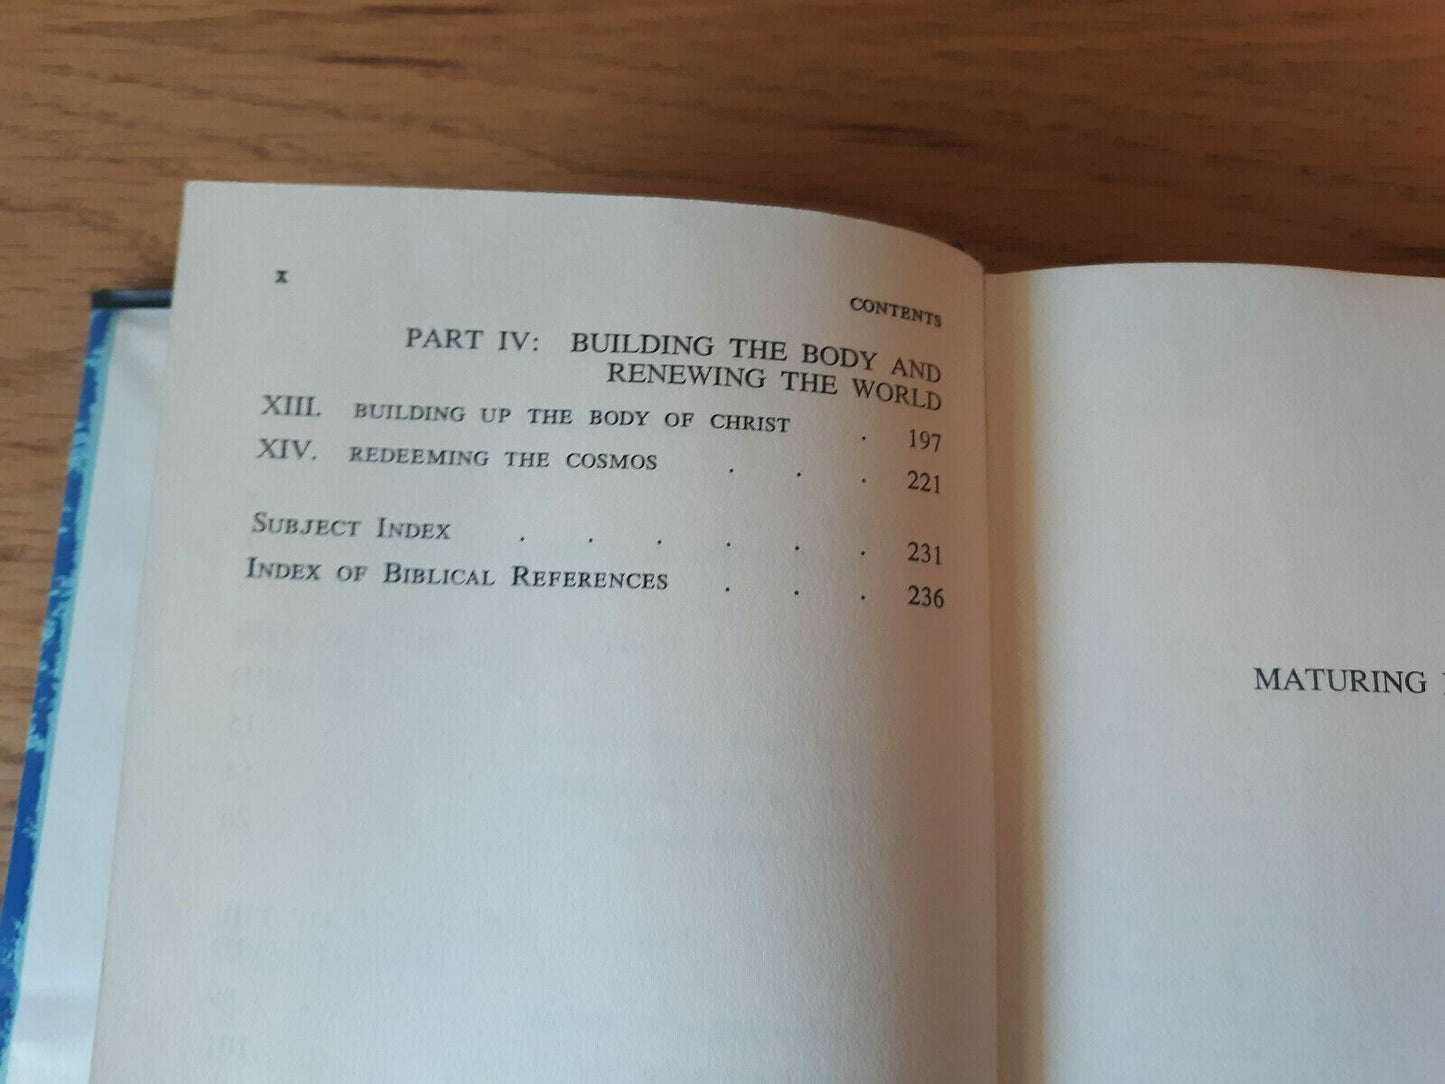 x
CONTENTS
PART IV: BUILDING THE BODY AND
RENEWING THE WORLD
XIII. BUILDING UP THE BODY OF CHRIST . 197
XIV. REDEEMING THE COSMOS . . . 221
SUBJECT INDEX . . . . . . 231
INDEX OF BIBLICAL REFERENCES . . . 236
MATURING